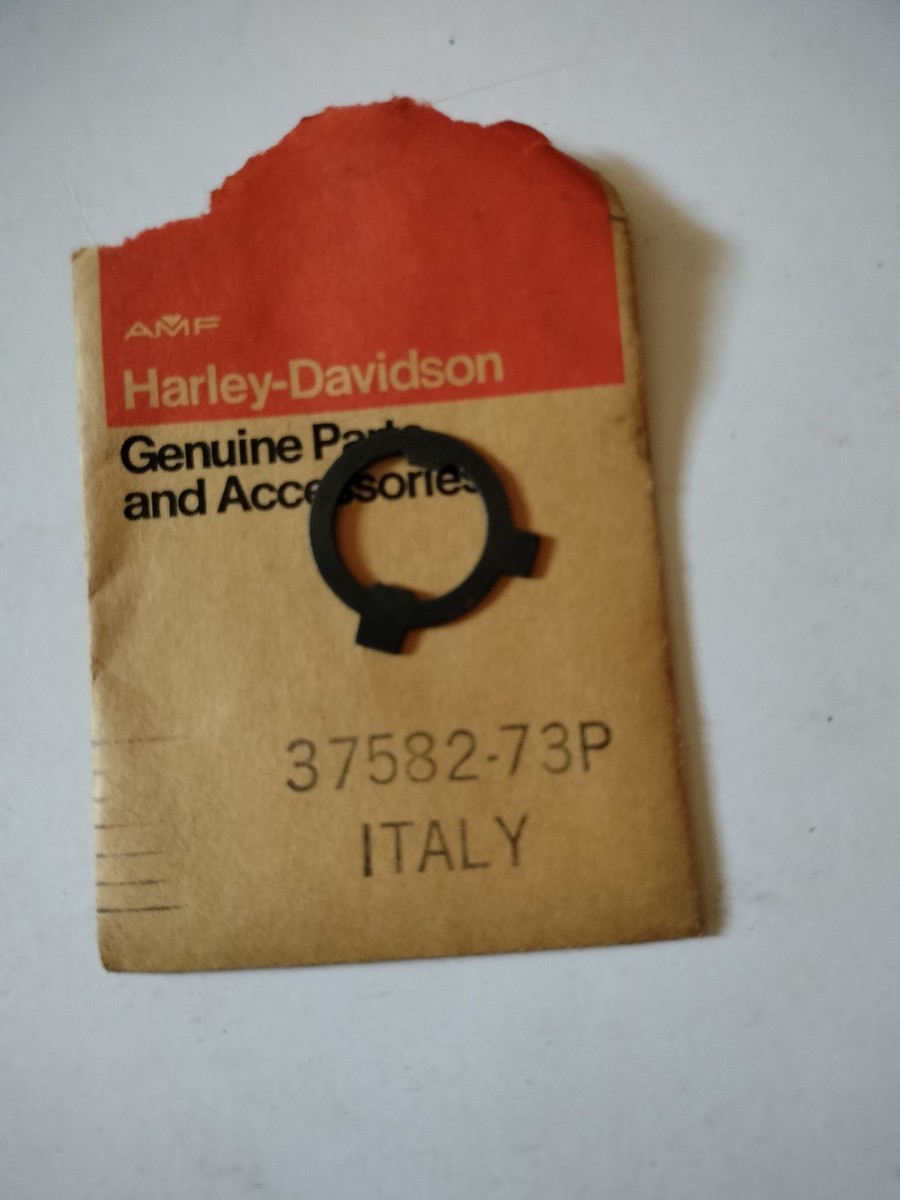 AMF
Harley-Davidson
Genuine Parts
and Accessories
37582-73P
ITALY